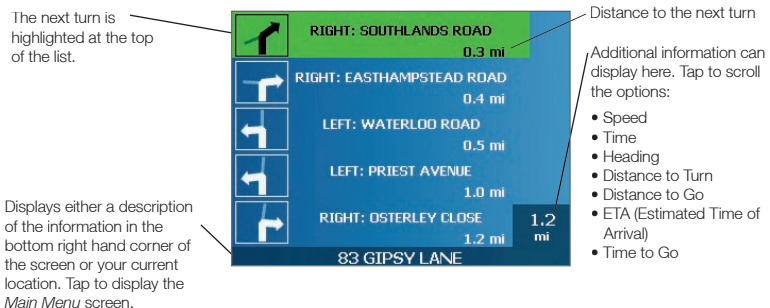 The next turn is
highlighted at the top
of the list.
RIGHT: SOUTHLANDS ROAD
0.3 mi
RIGHT: EASTHAMPSTEAD ROAD
0.4 mi
LEFT: WATERLOO ROAD
0.5 mi
LEFT: PRIEST AVENUE
1.0 mi
RIGHT: OSTERLEY CLOSE
1.2 mi
1.2
mi
83 GIPSY LANE
Distance to the next turn
Additional information can
display here. Tap to scroll
the options:
• Speed
• Time
• Heading
• Distance to Turn
• Distance to Go
• ETA (Estimated Time of
Arrival)
• Time to Go
Displays either a description
of the information in the
bottom right hand corner of
the screen or your current
location. Tap to display the
Main Menu screen.